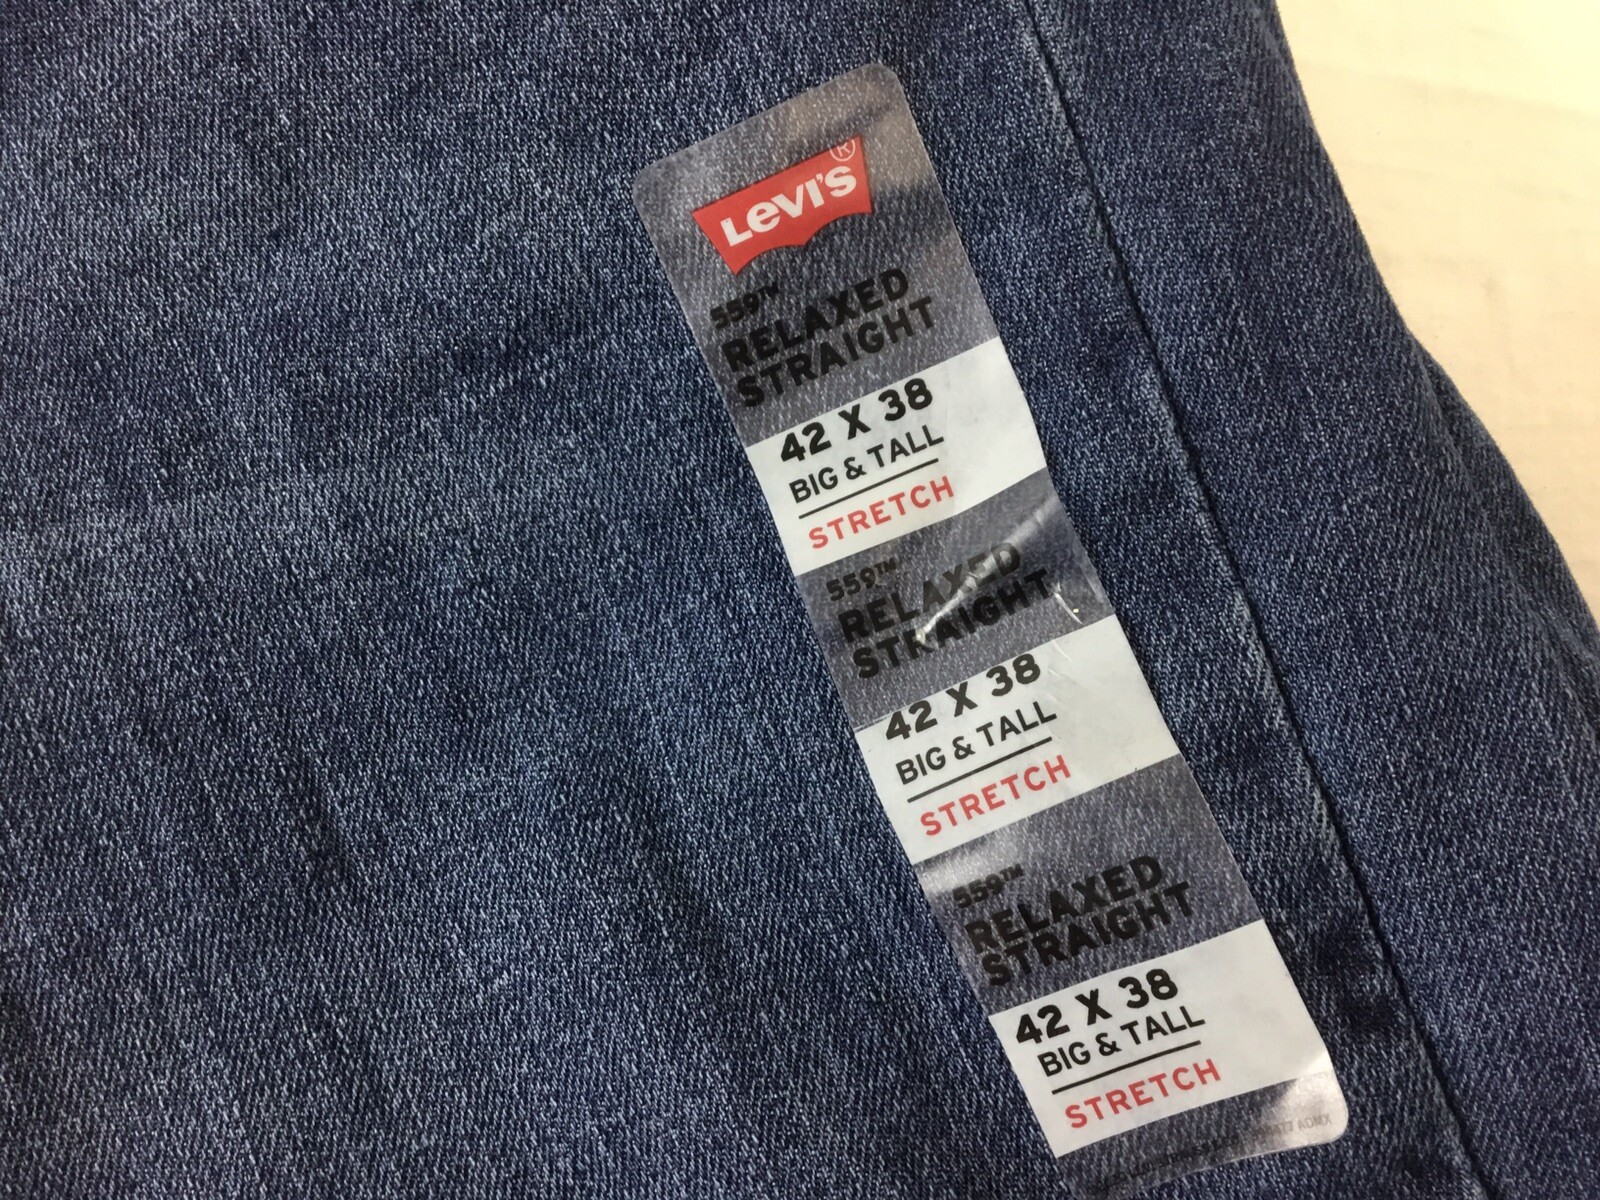 Levi's®
559™
RELAXED
STRAIGHT
42 X 38
BIG & TALL
STRETCH
559™
RELAXED
STRAIGHT
42 X 38
BIG & TALL
STRETCH
559™
RELAXED
STRAIGHT
42 X 38
BIG & TALL
STRETCH